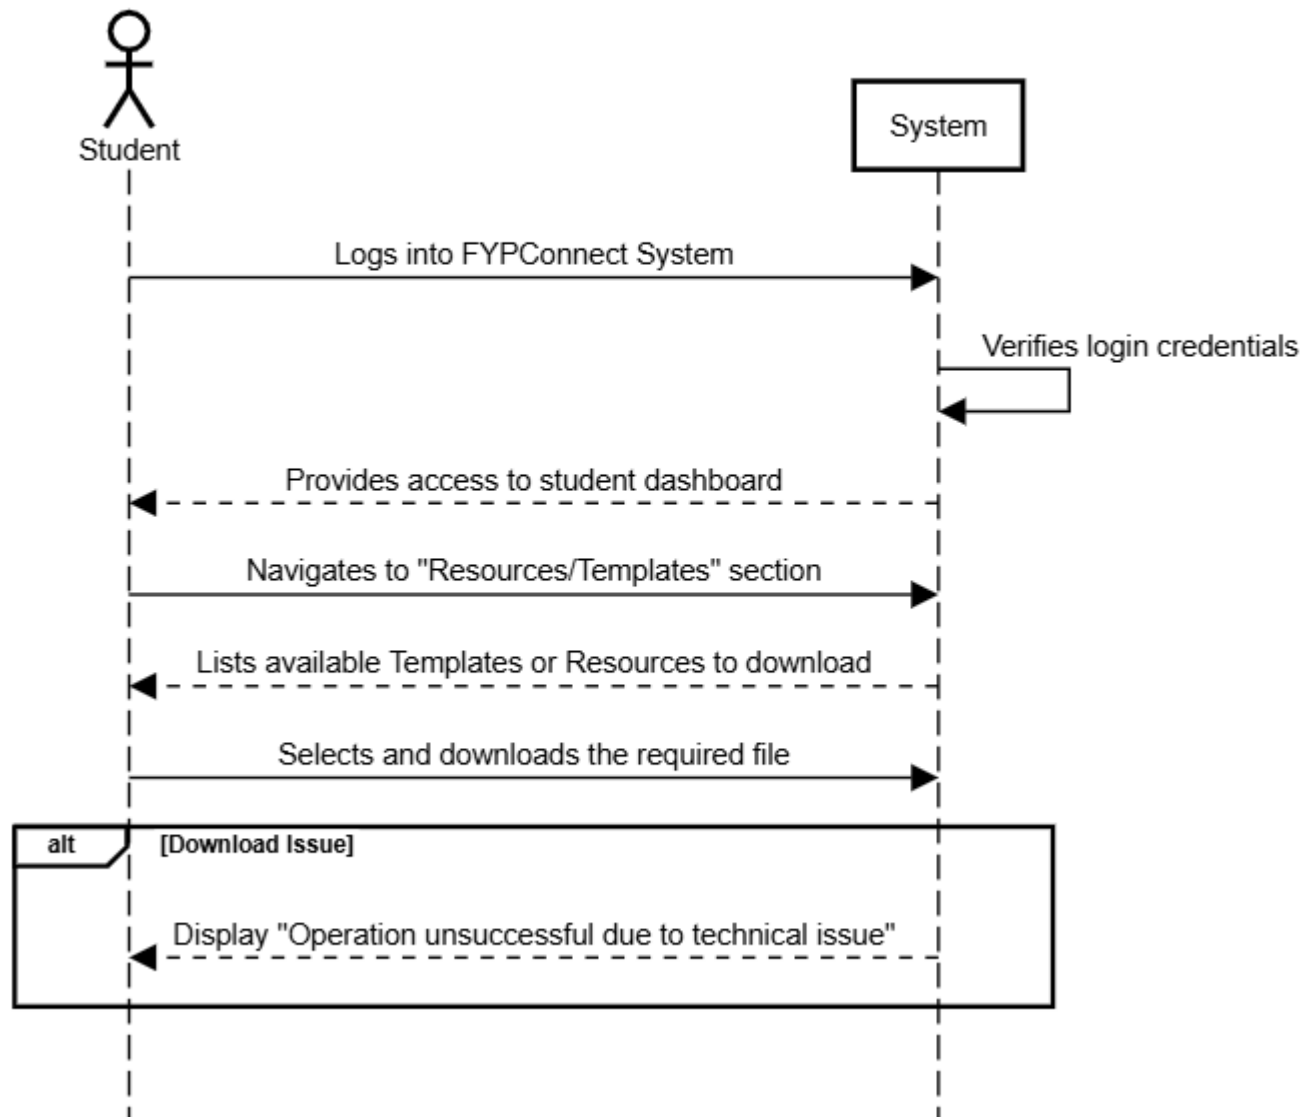 Student
System
Logs into FYPConnect System
Verifies login credentials
Provides access to student dashboard
Navigates to "Resources/Templates" section
Lists available Templates or Resources to download
Selects and downloads the required file
alt [Download Issue]
Display "Operation unsuccessful due to technical issue"